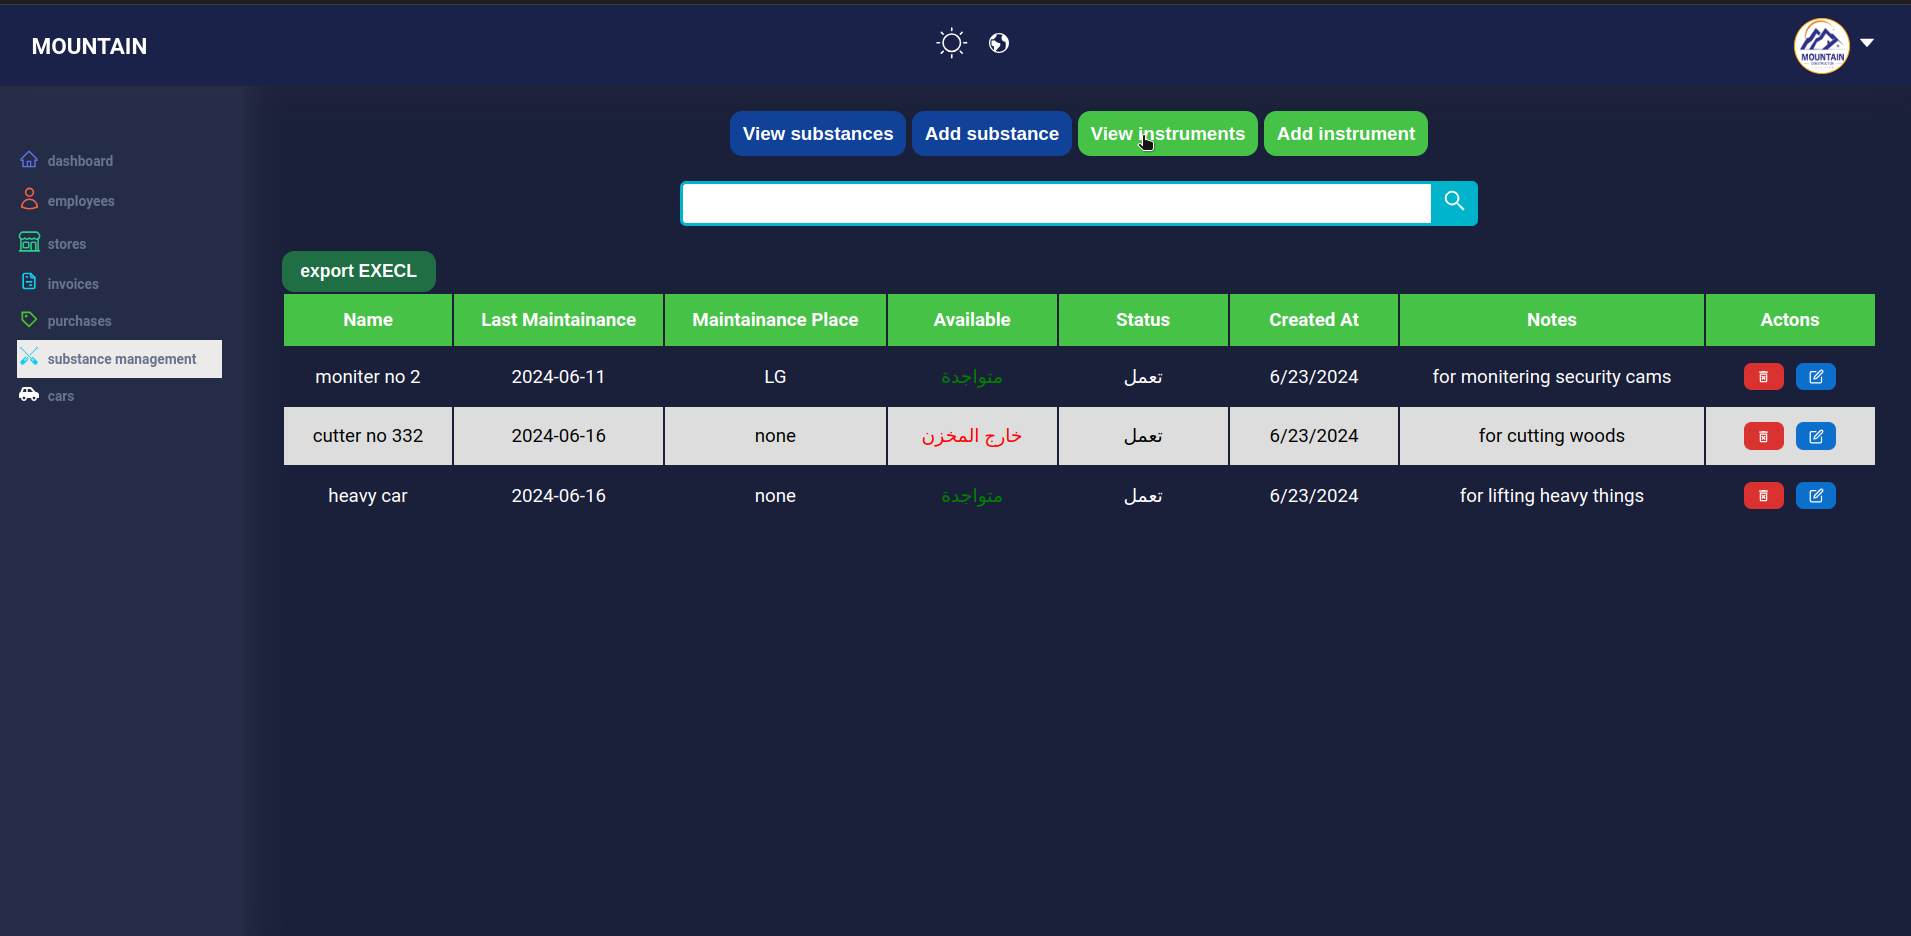 MOUNTAIN
MOUNTAIN
dashboard
employees
stores
invoices
purchases
substance management
cars
View substances Add substance View instruments Add instrument
export EXECL
Name Last Maintainance Maintainance Place Available Status Created At Notes Actons
moniter no 2 2024-06-11 LG متواجدة تعمل 6/23/2024 for monitering security cams
cutter no 332 2024-06-16 none خارج المخزن تعمل 6/23/2024 for cutting woods
heavy car 2024-06-16 none متواجدة تعمل 6/23/2024 for lifting heavy things